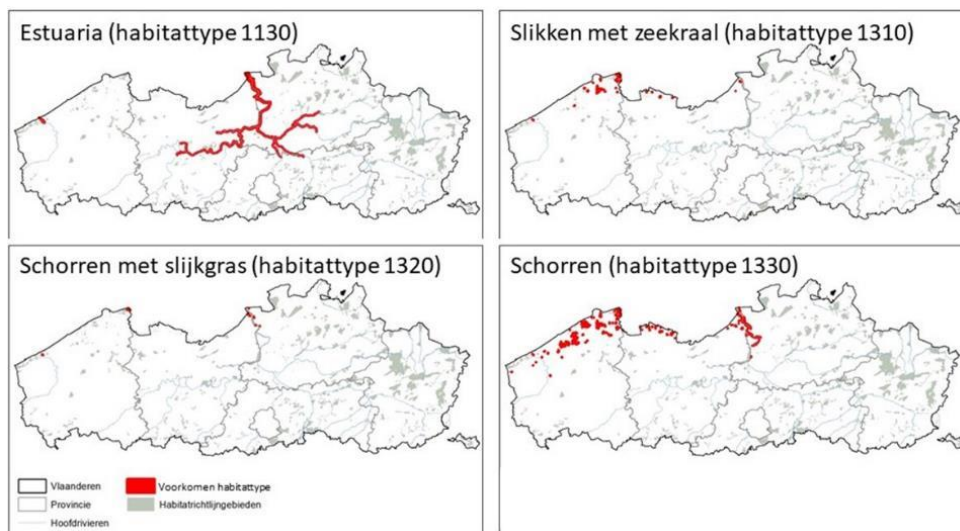 Estuaria (habitattype 1130)
Slikken met zeekraal (habitattype 1310)
Schorren met slijkgras (habitattype 1320)
Schorren (habitattype 1330)
Vlaanderen
Voorkomen habitattype
Provincie
Habitatrichtlijngebieden
Hoofdrivieren